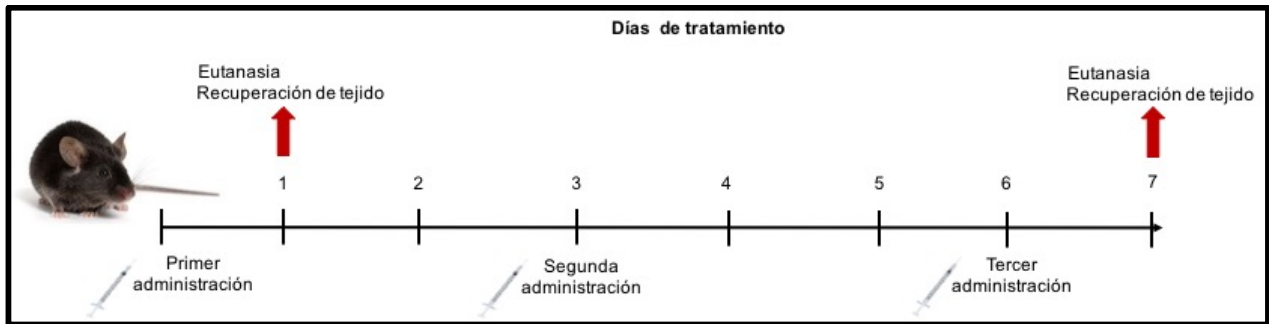 Días de tratamiento
Eutanasia
Recuperación de tejido
Eutanasia
Recuperación de tejido
1 2 3 4 5 6 7
Primer
administración
Segunda
administración
Tercer
administración